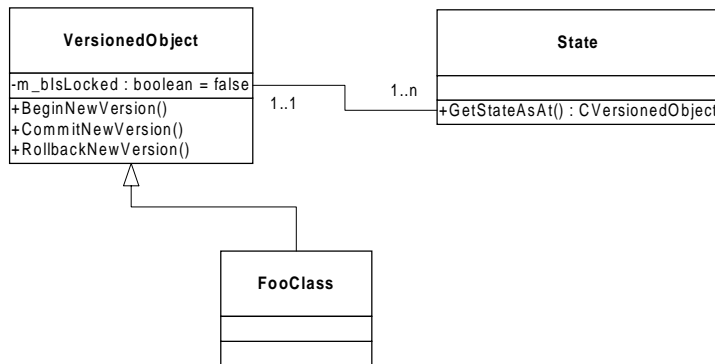 VersionedObject
-m_bIsLocked : boolean = false
+BeginNewVersion()
+CommitNewVersion()
+RollbackNewVersion()
1..1
1..n
State
+GetStateAsAt() : CVersionedObject
FooClass